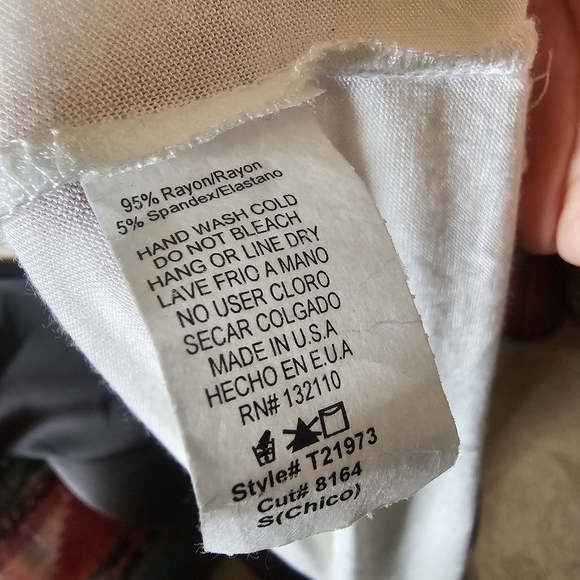 95% Rayon/Rayon
5% Spandex/Elastano
HAND WASH COLD
DO NOT BLEACH
HANG OR LINE DRY
LAVE FRIO A MANO
NO USER CLORO
SECAR COLGADO
MADE IN U.S.A
HECHO EN E.U.A
RN# 132110
Style# T21973
Cut# 8164
S(Chico)